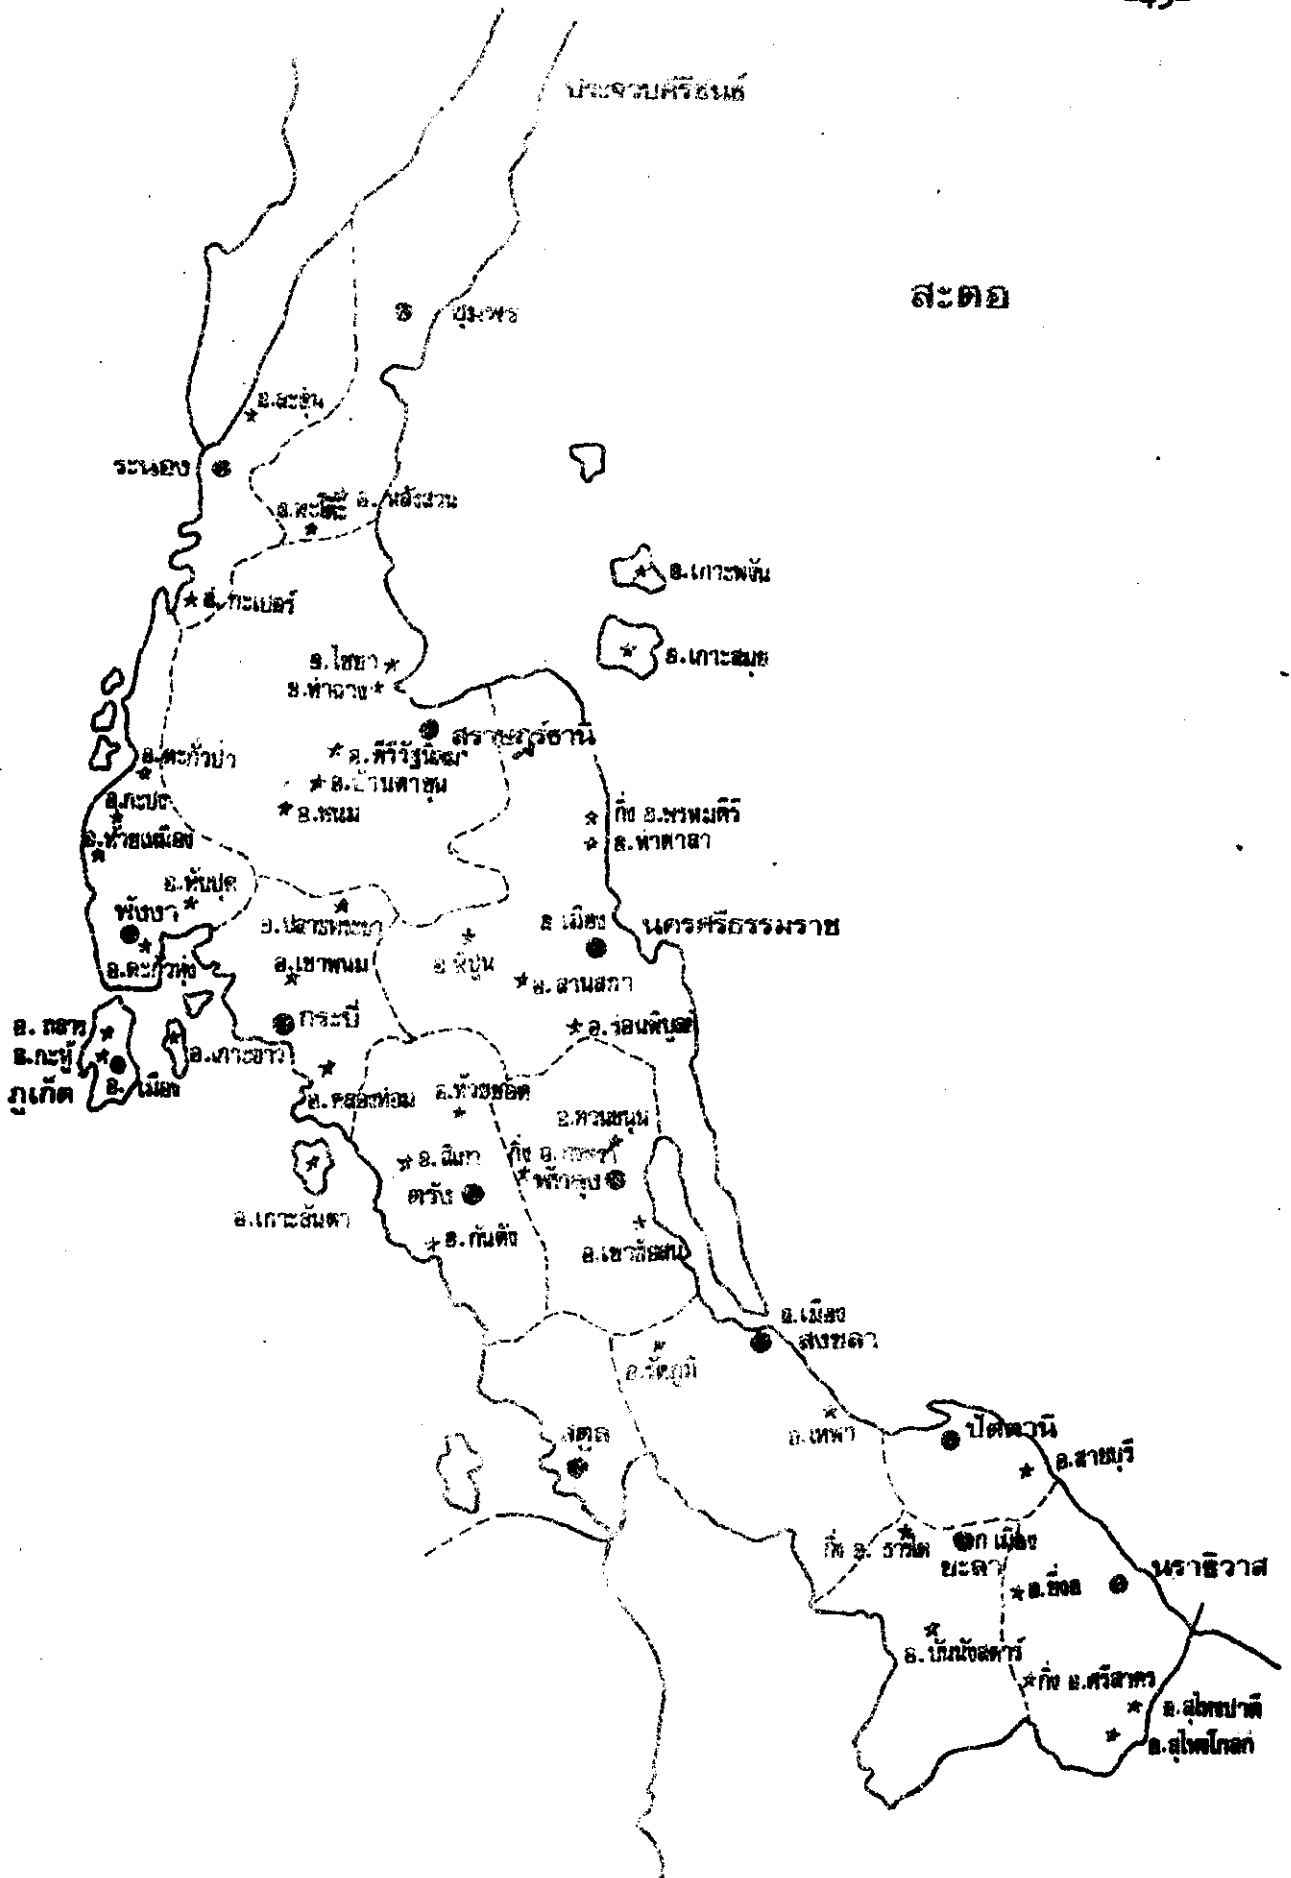 -45-
ประจวบคีรีขันธ์
สะตอ
ชุมพร
อ.ละอุ่น
ระนอง
อ.พะโต๊ะ
อ. หลังสวน
อ.เกาะพงัน
อ. กะเปอร์
อ.เกาะสมุย
อ.ไชยา
อ.ท่าฉาง
สุราษฎร์ธานี
อ.คีรีรัฐนิคม
อ.ตะกั่วป่า
อ.บ้านตาขุน
อ.กะปง
อ.พนม
กิ่ง อ.พรหมคีรี
อ.ท้ายเหมือง
อ.ท่าศาลา
อ.ทับปุด
พังงา
อ.ปลายพระยา
อ เมือง
นครศรีธรรมราช
อ.ตะกั่วทุ่ง
อ.เขาพนม
อ พิปูน
อ.ลานสกา
กระบี่
อ. ถลาง
อ.ร่อนพิบูลย์
อ.กะทู้
อ.เกาะยาว
ภูเก็ต
อ. เมือง
อ.คลองท่อม
อ.ห้วยยอด
อ.ควนขนุน
อ. สิเกา
กิ่ง อ.
พัทลุง
ตรัง
อ.เกาะลันตา
อ.กันตัง
อ.เขาชัยสน
อ.เมือง
สงขลา
อ.รัตภูมิ
อ.เทพา
ปัตตานี
สตูล
อ.สายบุรี
กิ่ง อ. ธารโต
เมือง
ยะลา
นราธิวาส
อ.ยี่งอ
อ.บันนังสตาร์
กิ่ง อ.ศรีสาคร
อ.สุไหงปาดี
อ.สุไหงโกลก